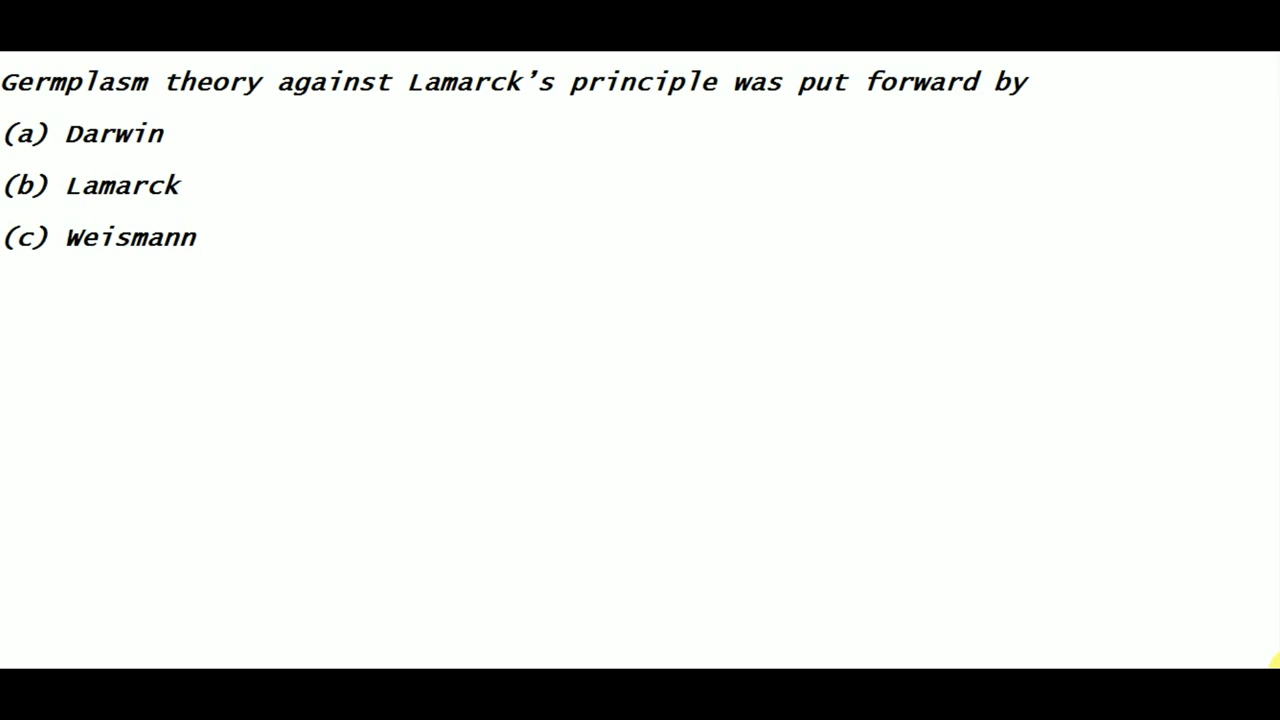 Germplasm theory against Lamarck’s principle was put forward by
(a) Darwin
(b) Lamarck
(c) Weismann